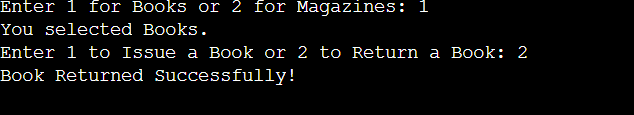 Enter 1 for Books or 2 for Magazines: 1
You selected Books.
Enter 1 to Issue a Book or 2 to Return a Book: 2
Book Returned Successfully!